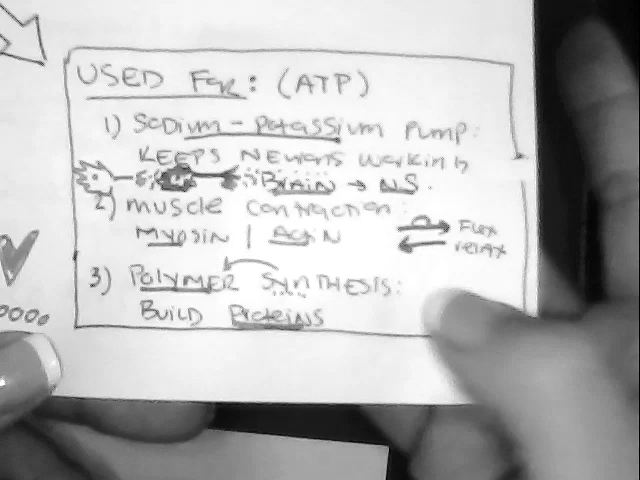 USED FOR: (ATP)
1) SODium - Potassium Pump:
KEEPS NEurons working
BRAIN → NS.
2) muscle contraction:
Myosin | Actin
Flex
relax
3) Polymer Synthesis:
Build Proteins